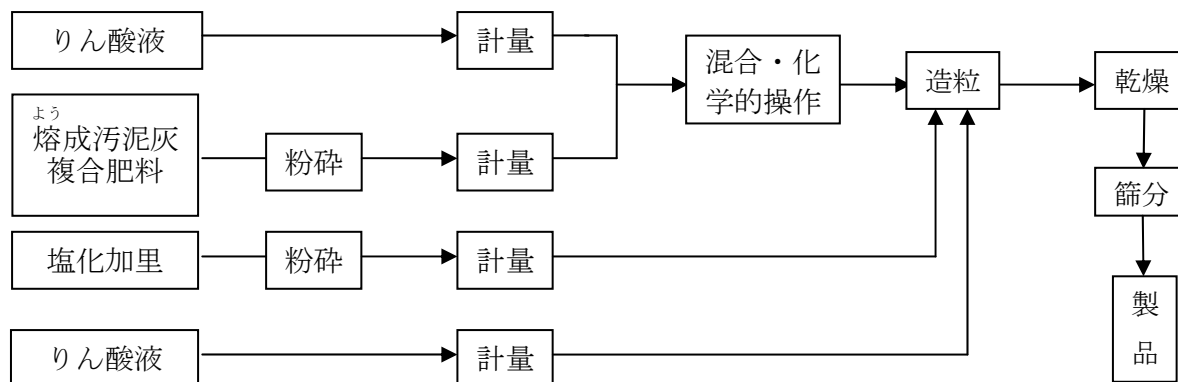 りん酸液
計量
混合・化
学的操作
造粒
乾燥
よう
熔成汚泥灰
複合肥料
粉砕
計量
篩分
塩化加里
粉砕
計量
製
品
りん酸液
計量